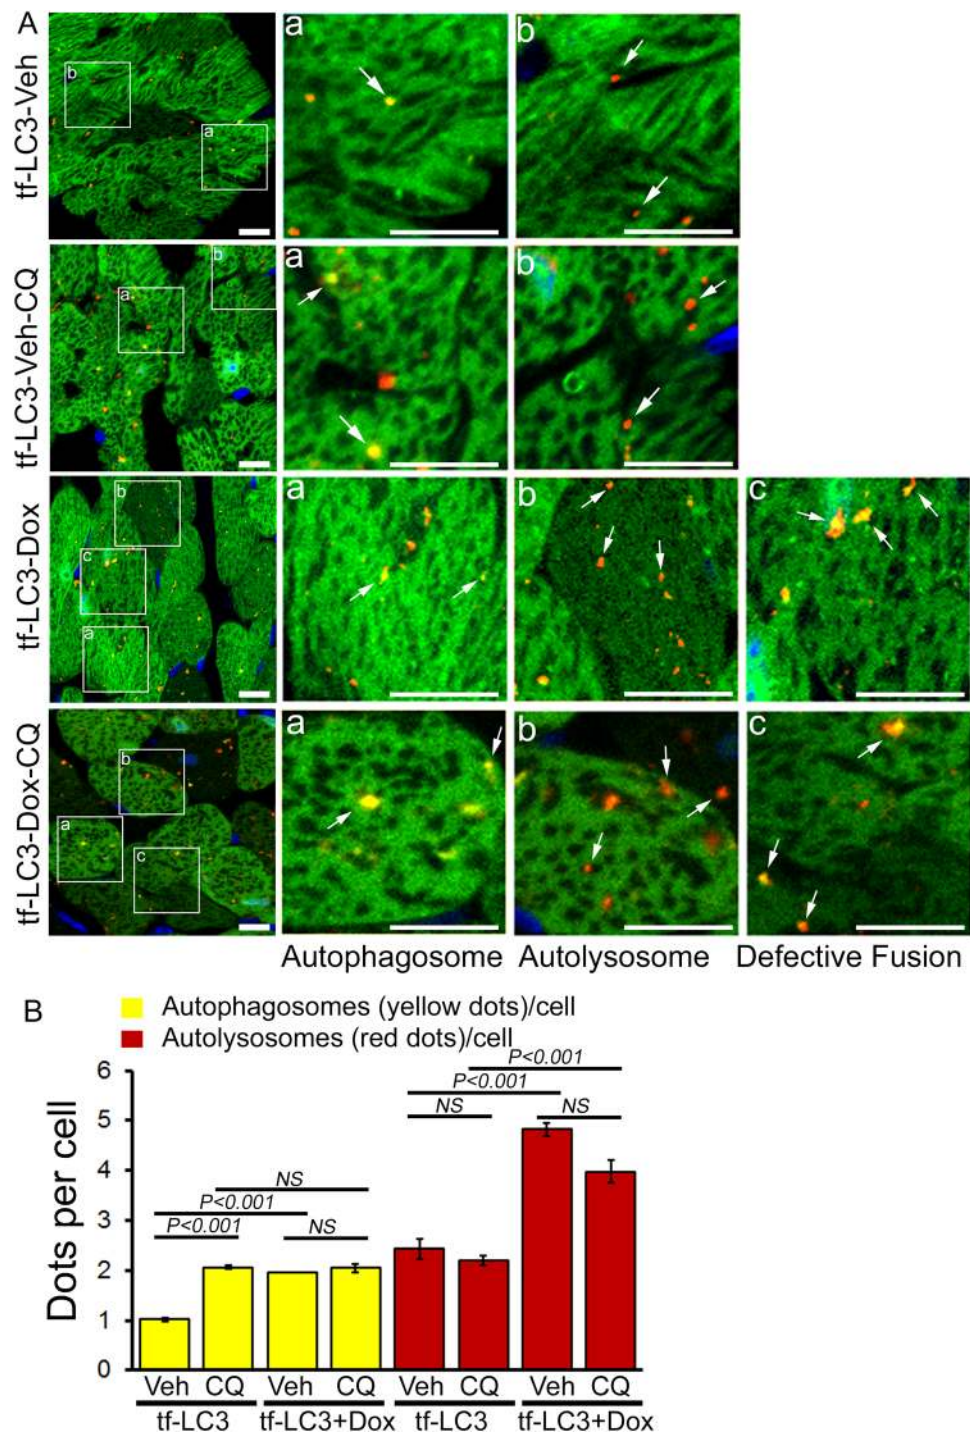 A
tf-LC3-Veh
b
a
a
b
tf-LC3-Veh-CQ
a
b
a
b
tf-LC3-Dox
b
c
a
a
b
c
tf-LC3-Dox-CQ
b
a
c
a
b
c
Autophagosome Autolysosome Defective Fusion
B
Autophagosomes (yellow dots)/cell
Autolysosomes (red dots)/cell
Dots per cell
6
5
4
3
2
1
0
P<0.001
P<0.001
NS
NS
NS
P<0.001
P<0.001
NS
Veh CQ Veh CQ Veh CQ Veh CQ
tf-LC3 tf-LC3+Dox tf-LC3 tf-LC3+Dox